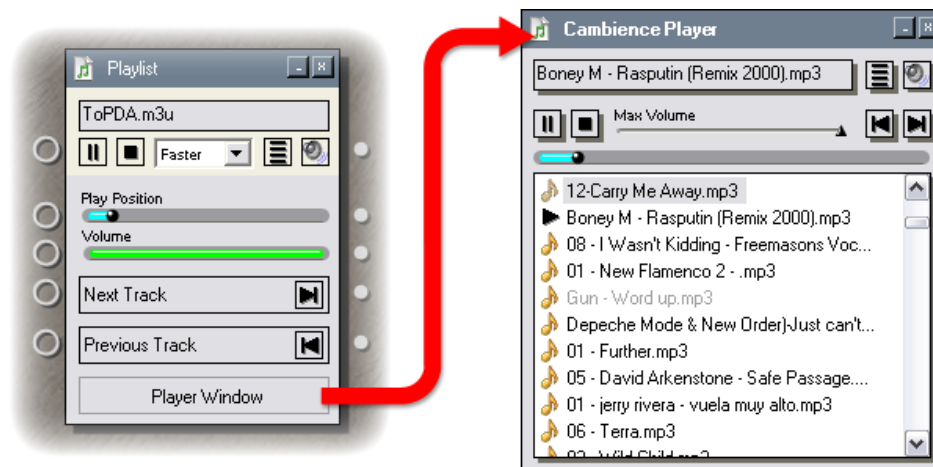 Playlist
ToPDA.m3u
Faster
Play Position
Volume
Next Track
Previous Track
Player Window
Cambience Player
Boney M - Rasputin (Remix 2000).mp3
Max Volume
12-Carry Me Away.mp3
Boney M - Rasputin (Remix 2000).mp3
08 - I Wasn't Kidding - Freemasons Voc...
01 - New Flamenco 2 - .mp3
Gun - Word up.mp3
Depeche Mode & New Order)-Just can't...
01 - Further.mp3
05 - David Arkenstone - Safe Passage....
01 - jerry rivera - vuela muy alto.mp3
06 - Terra.mp3
Wild Child.mp3